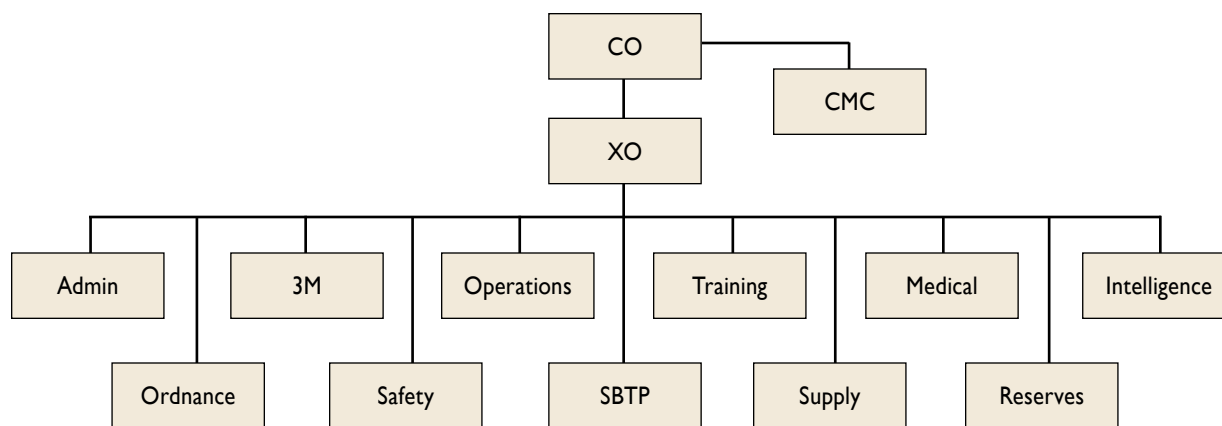 CO
CMC
XO
Admin
3M
Operations
Training
Medical
Intelligence
Ordnance
Safety
SBTP
Supply
Reserves